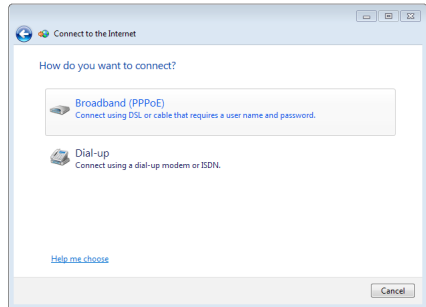 Connect to the Internet
How do you want to connect?
Broadband (PPPoE)
Connect using DSL or cable that requires a user name and password.
Dial-up
Connect using a dial-up modem or ISDN.
Help me choose
Cancel